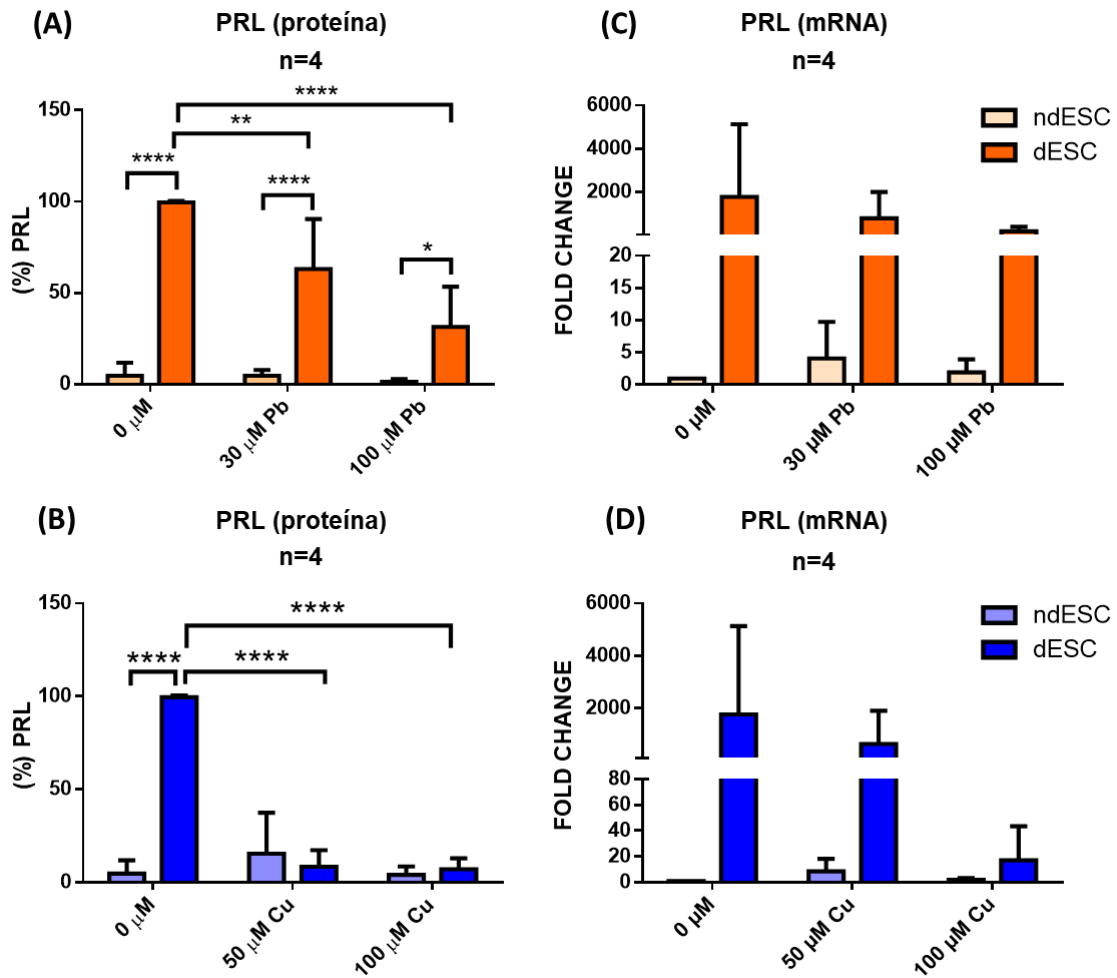 (A)
PRL (proteína)
n=4
****
**
****
****
*
150
100
50
0
(%) PRL
0 μM
30 μM Pb
100 μM Pb
(C)
PRL (mRNA)
n=4
ndESC
dESC
6000
4000
2000
20
15
10
5
0
FOLD CHANGE
0 μM
30 μM Pb
100 μM Pb
(B)
PRL (proteína)
n=4
****
****
****
150
100
50
0
(%) PRL
0 μM
50 μM Cu
100 μM Cu
(D)
PRL (mRNA)
n=4
ndESC
dESC
6000
4000
2000
80
60
40
20
0
FOLD CHANGE
0 μM
50 μM Cu
100 μM Cu